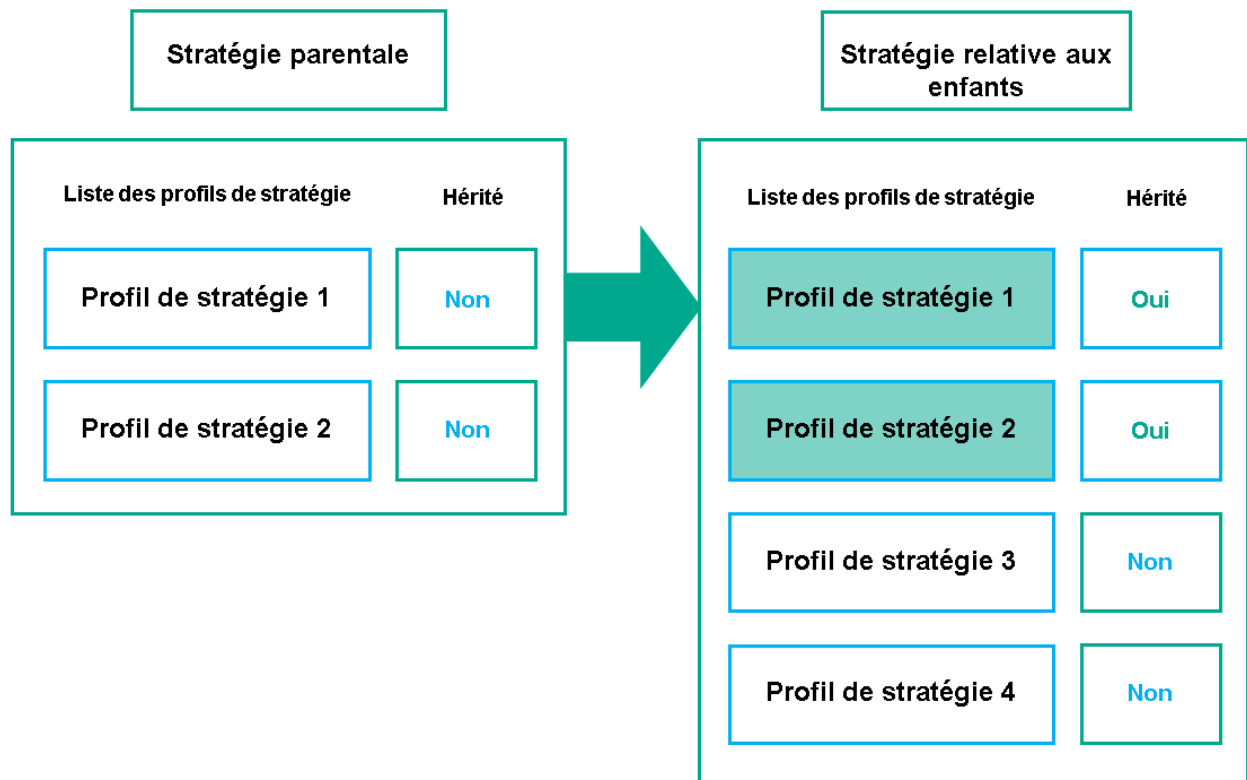 Stratégie parentale
Stratégie relative aux
enfants
Liste des profils de stratégie
Hérité
Profil de stratégie 1
Non
Profil de stratégie 2
Non
Liste des profils de stratégie
Hérité
Profil de stratégie 1
Oui
Profil de stratégie 2
Oui
Profil de stratégie 3
Non
Profil de stratégie 4
Non